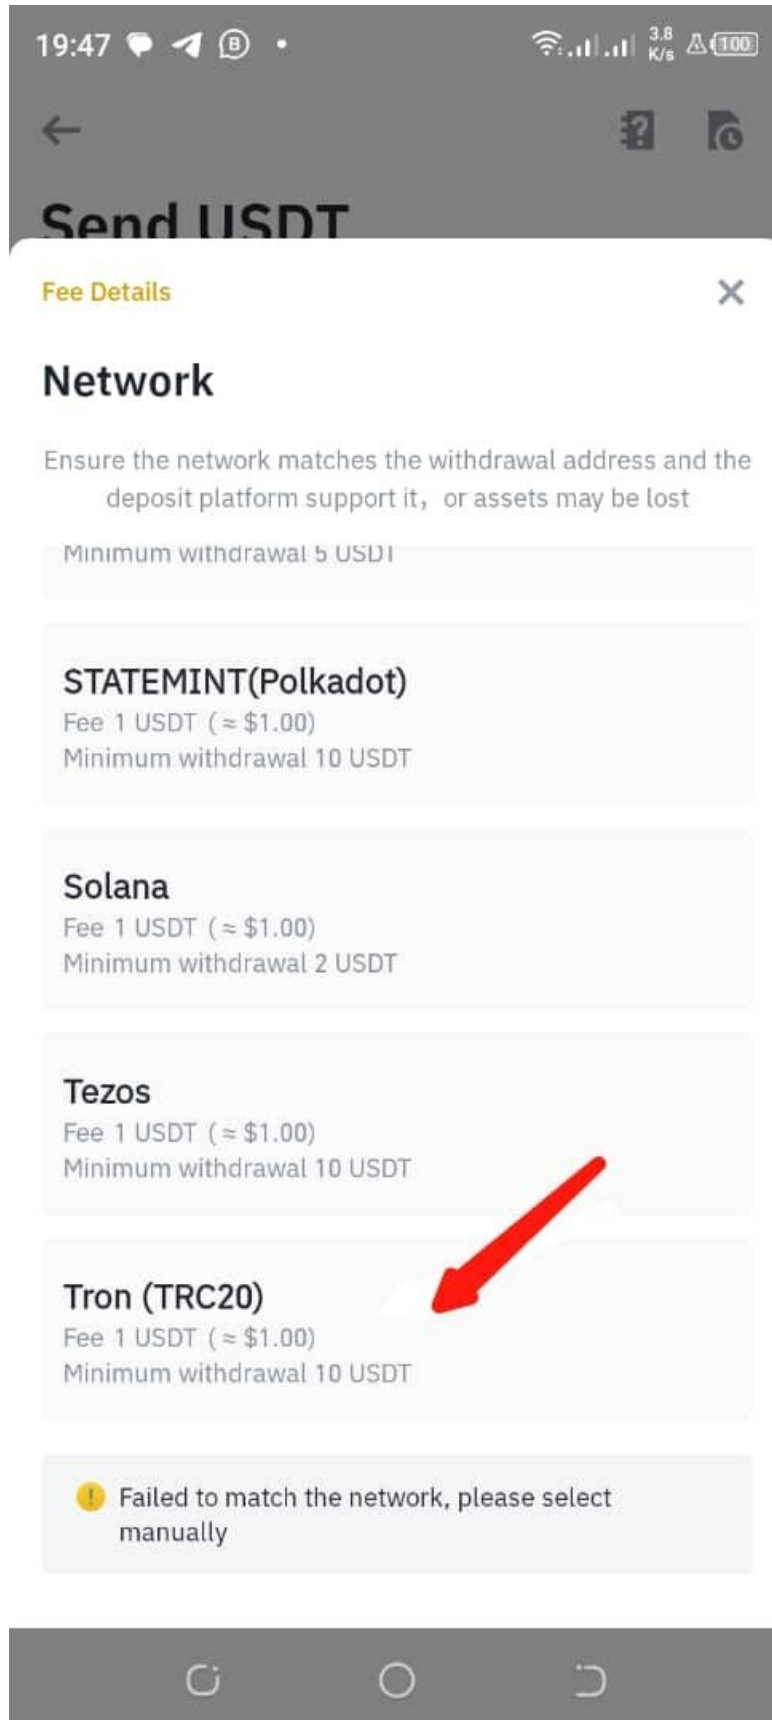 19:47
3.8
K/s
100
Send USDT
Fee Details
Network
Ensure the network matches the withdrawal address and the
deposit platform support it, or assets may be lost
Minimum withdrawal 5 USDT
STATEMINT(Polkadot)
Fee 1 USDT (≈ $1.00)
Minimum withdrawal 10 USDT
Solana
Fee 1 USDT (≈ $1.00)
Minimum withdrawal 2 USDT
Tezos
Fee 1 USDT (≈ $1.00)
Minimum withdrawal 10 USDT
Tron (TRC20)
Fee 1 USDT (≈ $1.00)
Minimum withdrawal 10 USDT
Failed to match the network, please select
manually